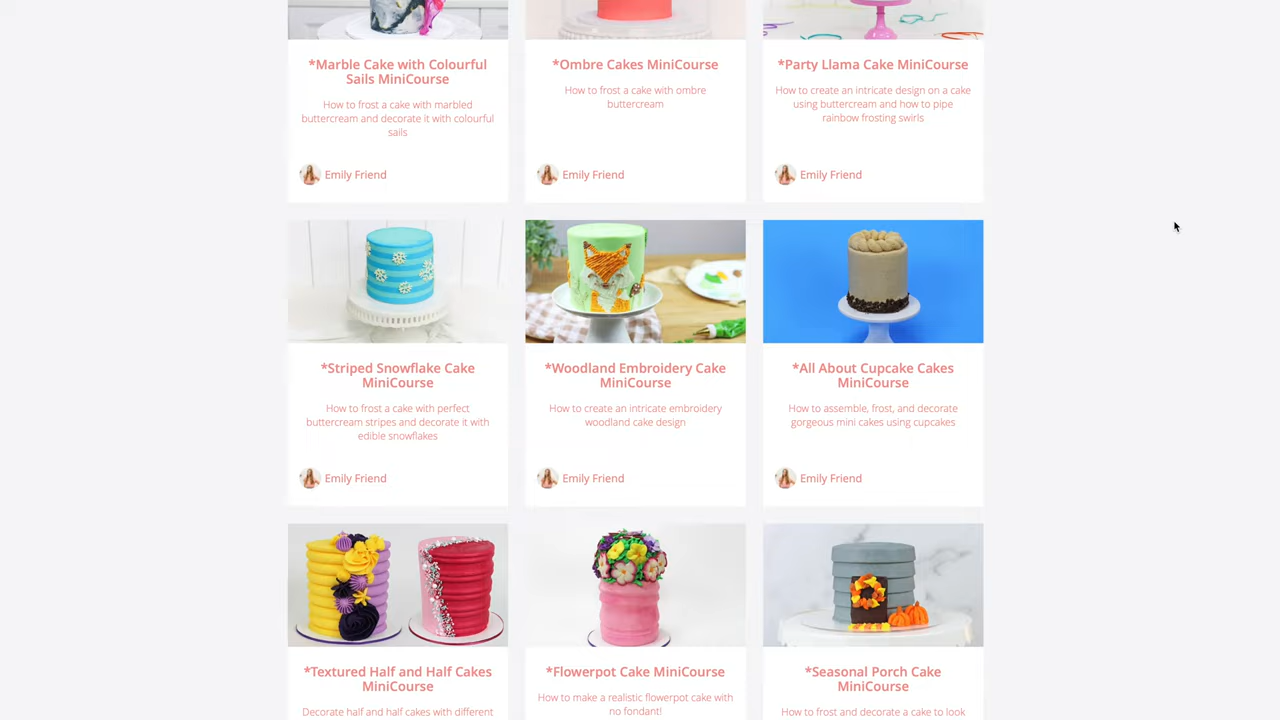 *Marble Cake with Colourful
Sails MiniCourse
How to frost a cake with marbled
buttercream and decorate it with colourful
sails
Emily Friend
*Ombre Cakes MiniCourse
How to frost a cake with ombre
buttercream
Emily Friend
*Party Llama Cake MiniCourse
How to create an intricate design on a cake
using buttercream and how to pipe
rainbow frosting swirls
Emily Friend
*Striped Snowflake Cake
MiniCourse
How to frost a cake with perfect
buttercream stripes and decorate it with
edible snowflakes
Emily Friend
*Woodland Embroidery Cake
MiniCourse
How to create an intricate embroidery
woodland cake design
Emily Friend
*All About Cupcake Cakes
MiniCourse
How to assemble, frost, and decorate
gorgeous mini cakes using cupcakes
Emily Friend
*Textured Half and Half Cakes
MiniCourse
Decorate half and half cakes with different
*Flowerpot Cake MiniCourse
How to make a realistic flowerpot cake with
no fondant!
*Seasonal Porch Cake
MiniCourse
How to frost and decorate a cake to look